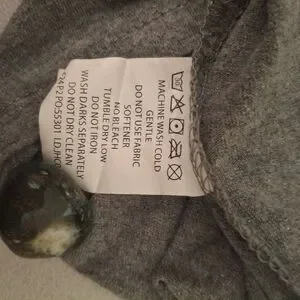 MACHINE WASH COLD
GENTLE
DO NOT USE FABRIC
SOFTENER
NO BLEACH
TUMBLE DRY LOW
DO NOT IRON
WASH DARKS SEPARATELY
DO NOT DRY CLEAN